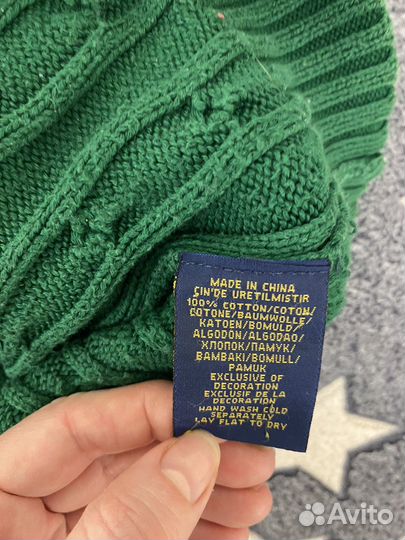 MADE IN CHINA
ÇIN'DE URETILMISTIR
100% COTTON/COTON/
COTONE/BAUMWOLLE/
KATOEN/BOMULD/
ALGODON/ALGODAO/
ХЛОПОК/ПАМУК/
BAMBAKI/BOMULL/
PAMUK
EXCLUSIVE OF
DECORATION
EXCLUSIF DE LA
DECORATION
HAND WASH COLD
SEPARATELY
LAY FLAT TO DRY
Avito